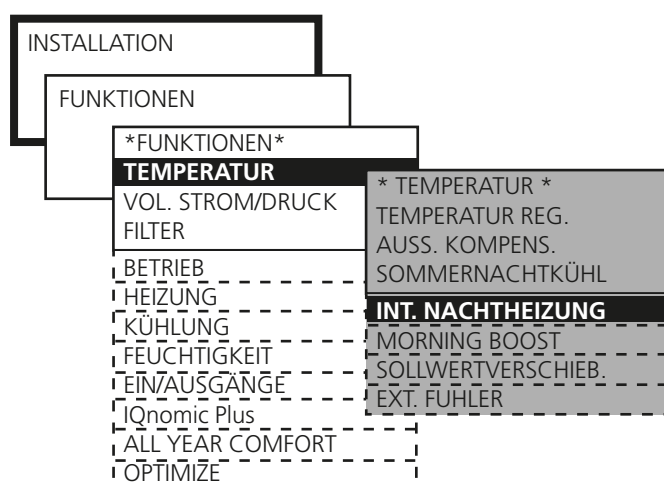 INSTALLATION
FUNKTIONEN
*FUNKTIONEN*
TEMPERATUR
VOL. STROM/DRUCK
FILTER
BETRIEB
HEIZUNG
KÜHLUNG
FEUCHTIGKEIT
EIN/AUSGÄNGE
IQnomic Plus
ALL YEAR COMFORT
OPTIMIZE
* TEMPERATUR *
TEMPERATUR REG.
AUSS. KOMPENS.
SOMMERNACHTKÜHL
INT. NACHTHEIZUNG
MORNING BOOST
SOLLWERTVERSCHIEB.
EXT. FUHLER